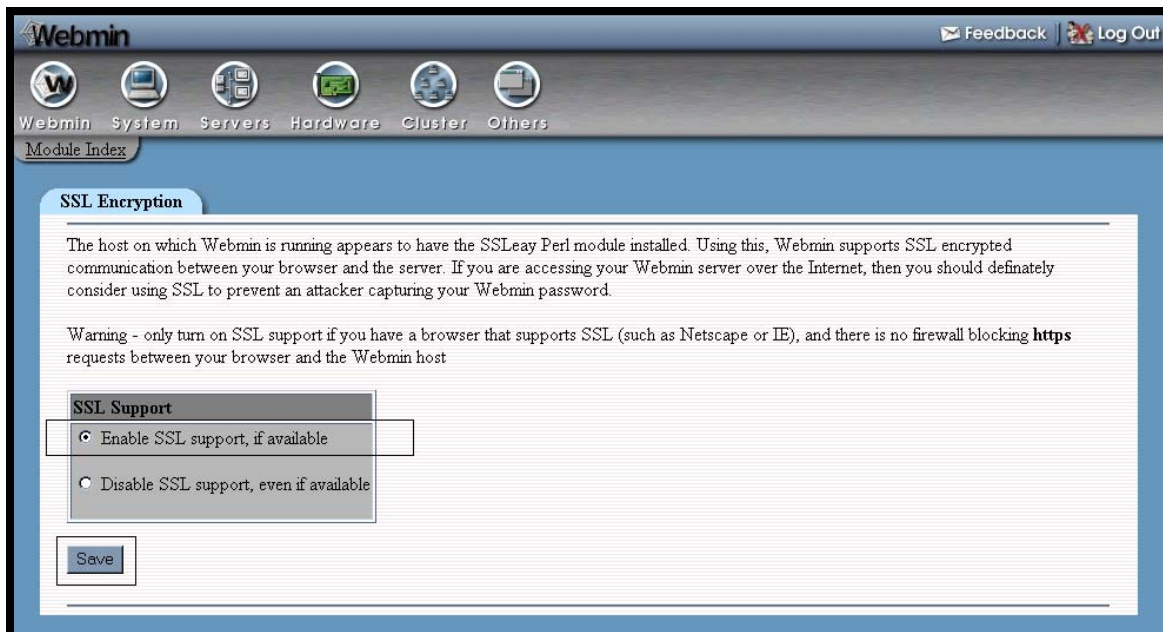 Webmin
Feedback | Log Out
Webmin System Servers Hardware Cluster Others
Module Index
SSL Encryption
The host on which Webmin is running appears to have the SSLeay Perl module installed. Using this, Webmin supports SSL encrypted
communication between your browser and the server. If you are accessing your Webmin server over the Internet, then you should definately
consider using SSL to prevent an attacker capturing your Webmin password.
Warning - only turn on SSL support if you have a browser that supports SSL (such as Netscape or IE), and there is no firewall blocking https
requests between your browser and the Webmin host
SSL Support
Enable SSL support, if available
Disable SSL support, even if available
Save